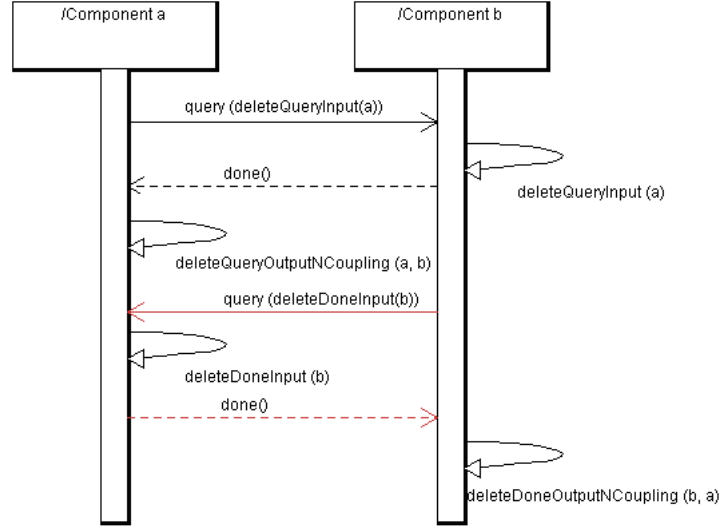 /Component a
/Component b
query (deleteQueryInput(a))
done()
deleteQueryInput (a)
deleteQueryOutputNCoupling (a, b)
query (deleteDoneInput(b))
deleteDoneInput (b)
done()
deleteDoneOutputNCoupling (b, a)